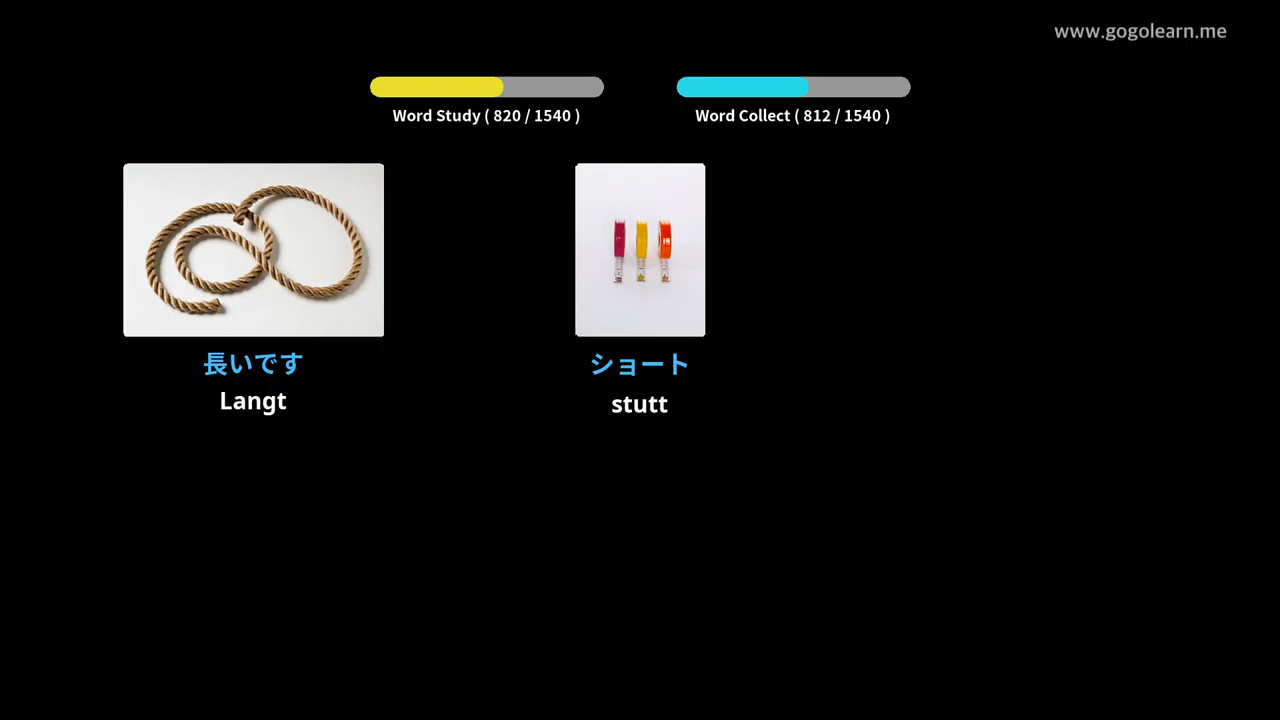 www.gogolearn.me
Word Study ( 820 / 1540 )
Word Collect ( 812 / 1540 )
長いです
Langt
ショート
stutt